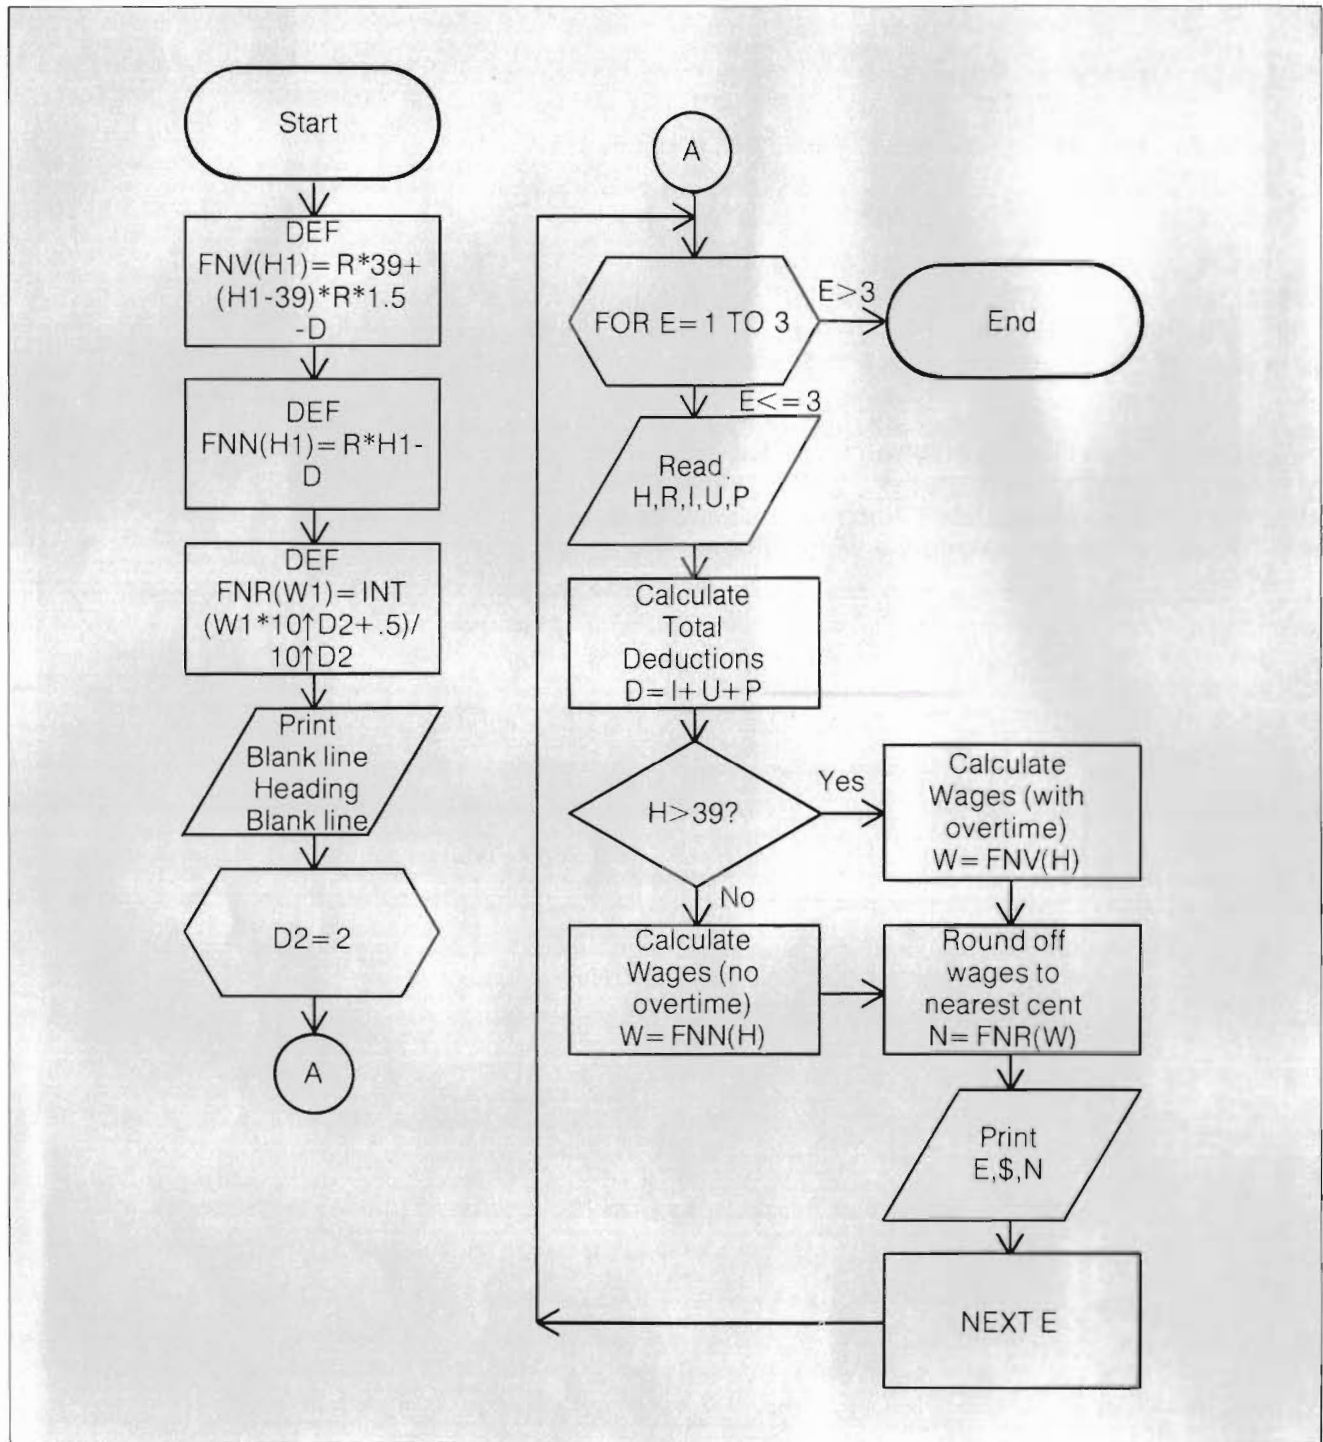 Start
DEF
FNV(H1)=R*39+
(H1-39)*R*1.5
-D
DEF
FNN(H1)=R*H1-
D
DEF
FNR(W1)=INT
(W1*10↑D2+.5)/
10↑D2
Print
Blank line
Heading
Blank line
D2=2
A
A
FOR E=1 TO 3
E>3
End
E<=3
Read
H,R,I,U,P
Calculate
Total
Deductions
D=I+U+P
H>39?
Yes
Calculate
Wages (with
overtime)
W=FNV(H)
No
Calculate
Wages (no
overtime)
W=FNN(H)
Round off
wages to
nearest cent
N=FNR(W)
Print
E,$,N
NEXT E